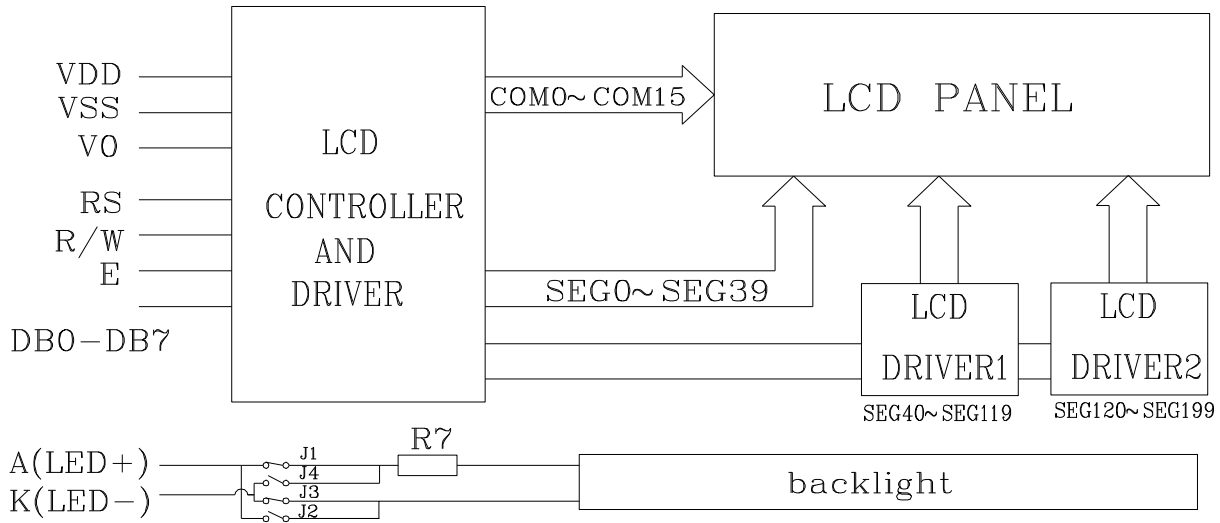 VDD
VSS
V0
RS
R/W
E
DB0-DB7
LCD
CONTROLLER
AND
DRIVER
COM0~COM15
SEG0~SEG39
LCD PANEL
LCD
DRIVER1
SEG40~SEG119
LCD
DRIVER2
SEG120~SEG199
A(LED+)
K(LED-)
J1
J4
J3
J2
R7
backlight